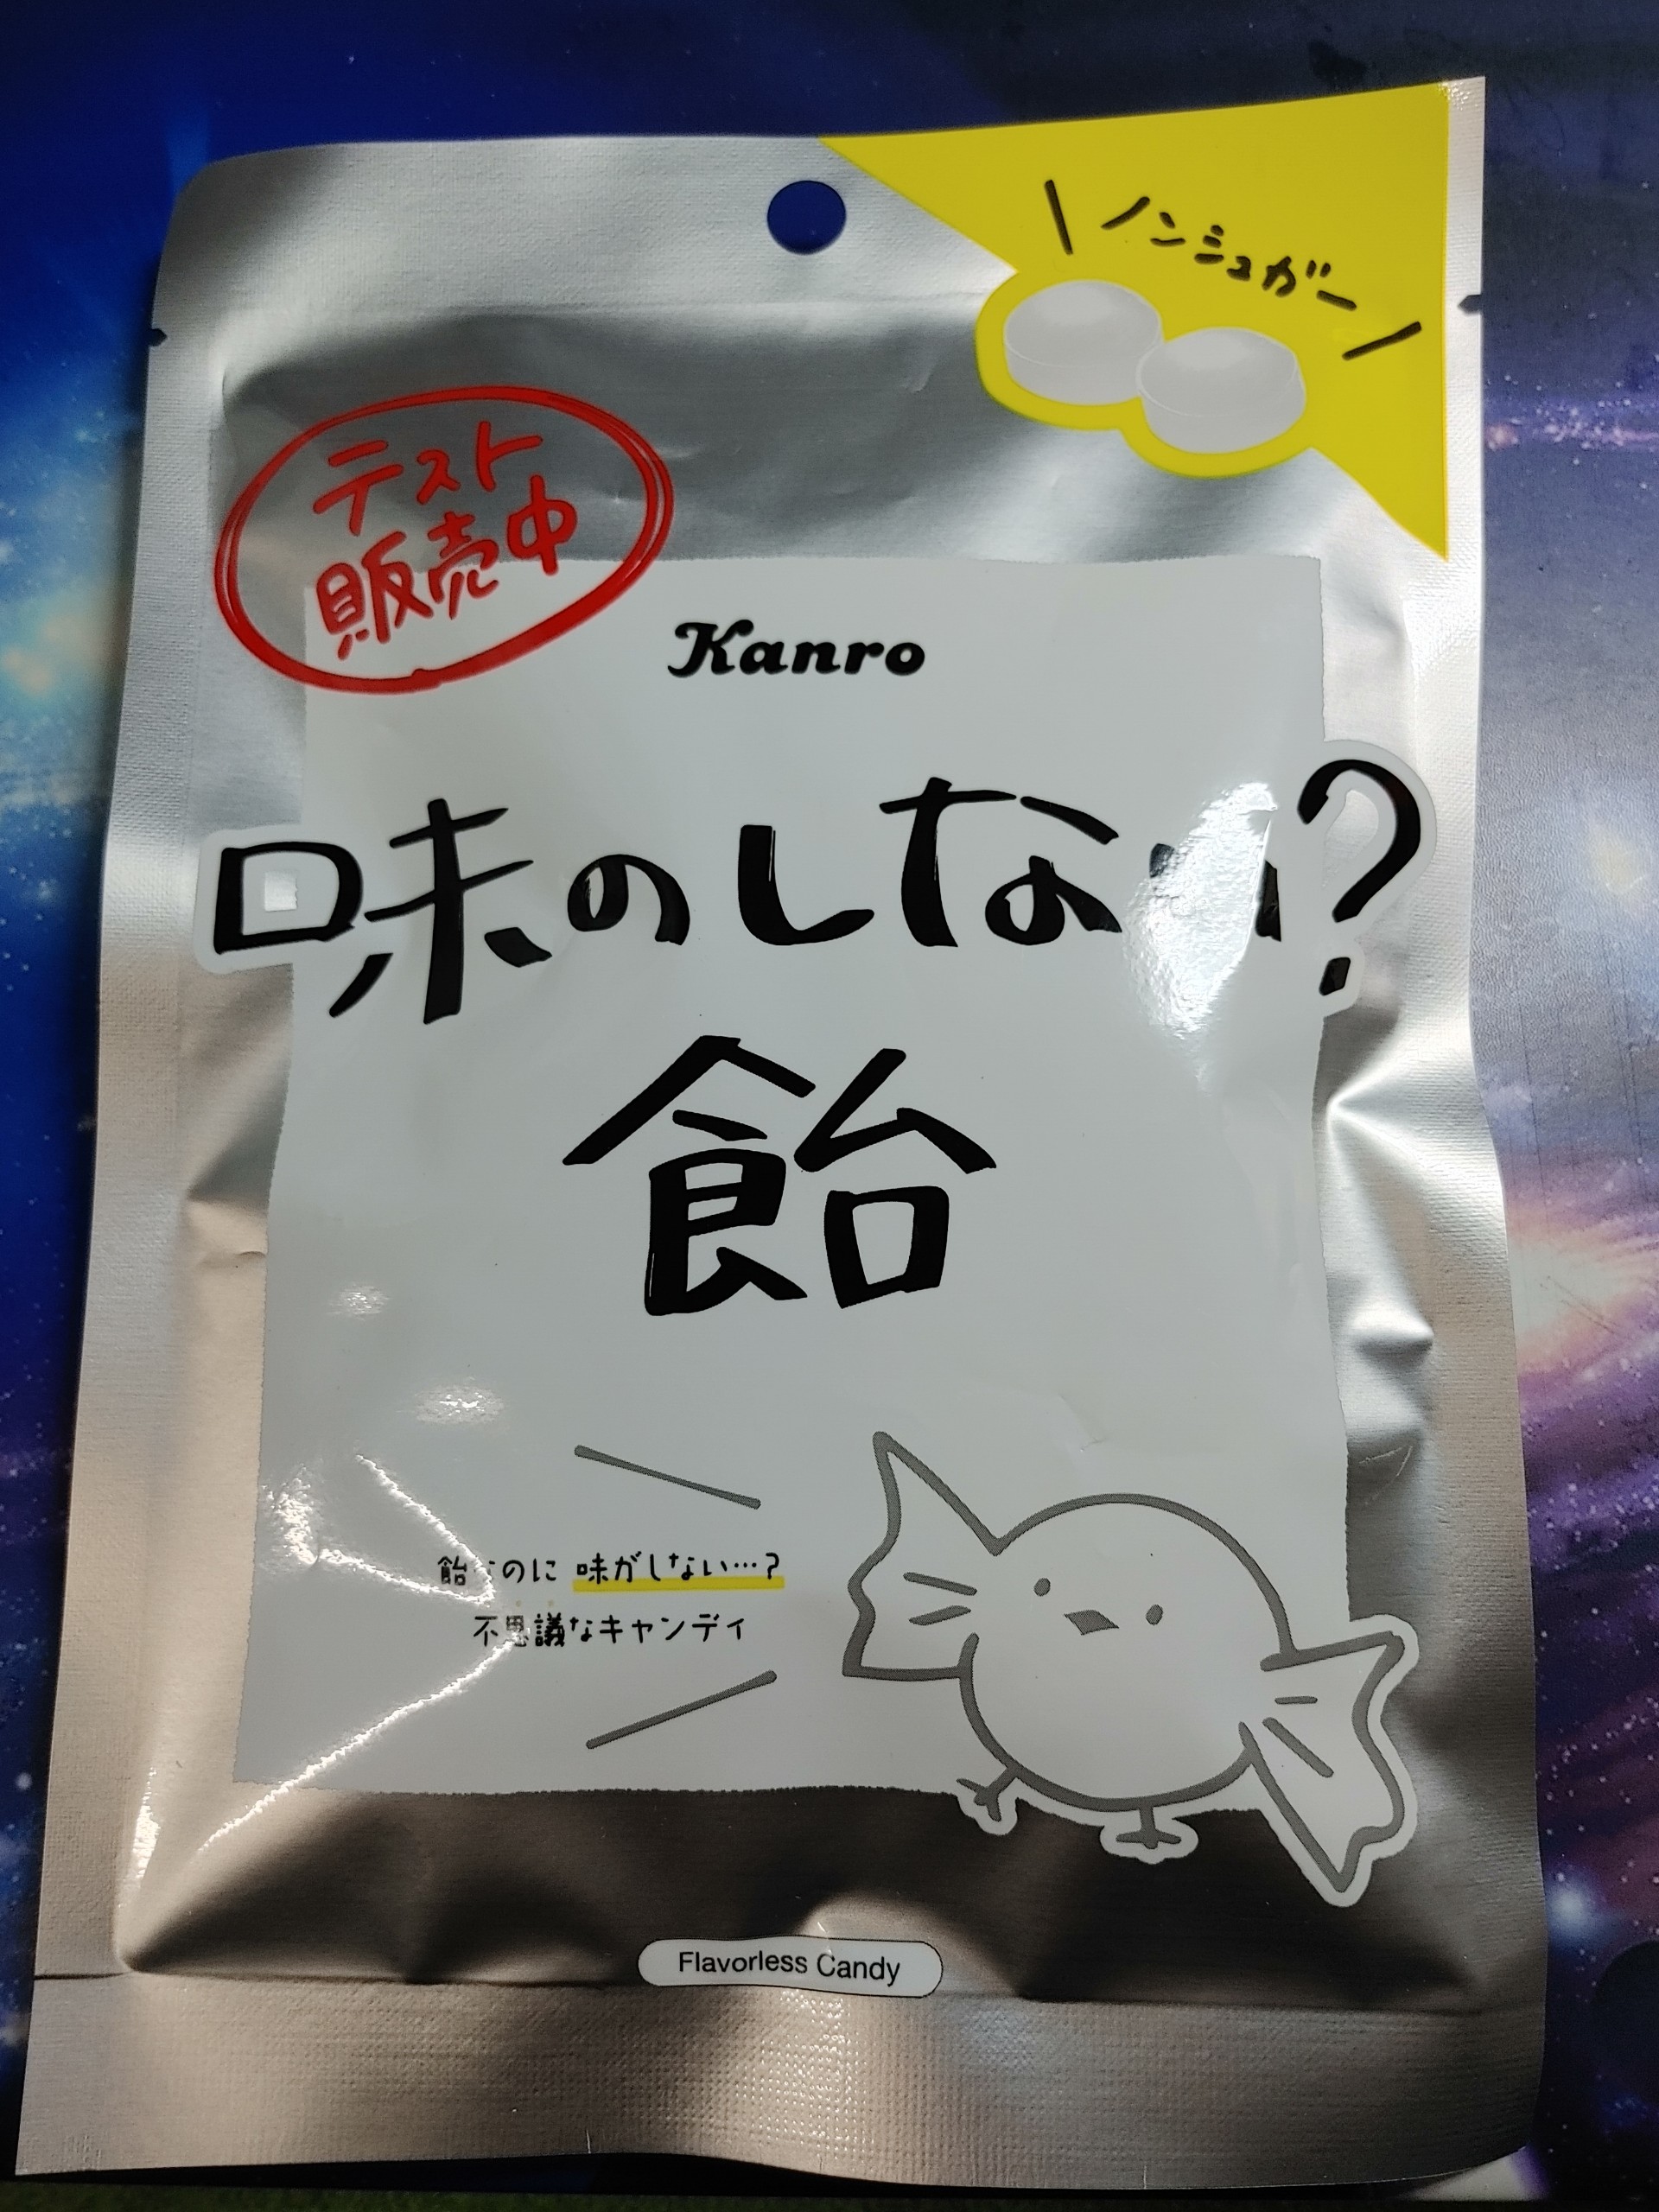 ノンシュガー
テスト
販売中
Kanro
味のしない?
飴
飴なのに 味がしない…?
不思議なキャンディ
Flavorless Candy